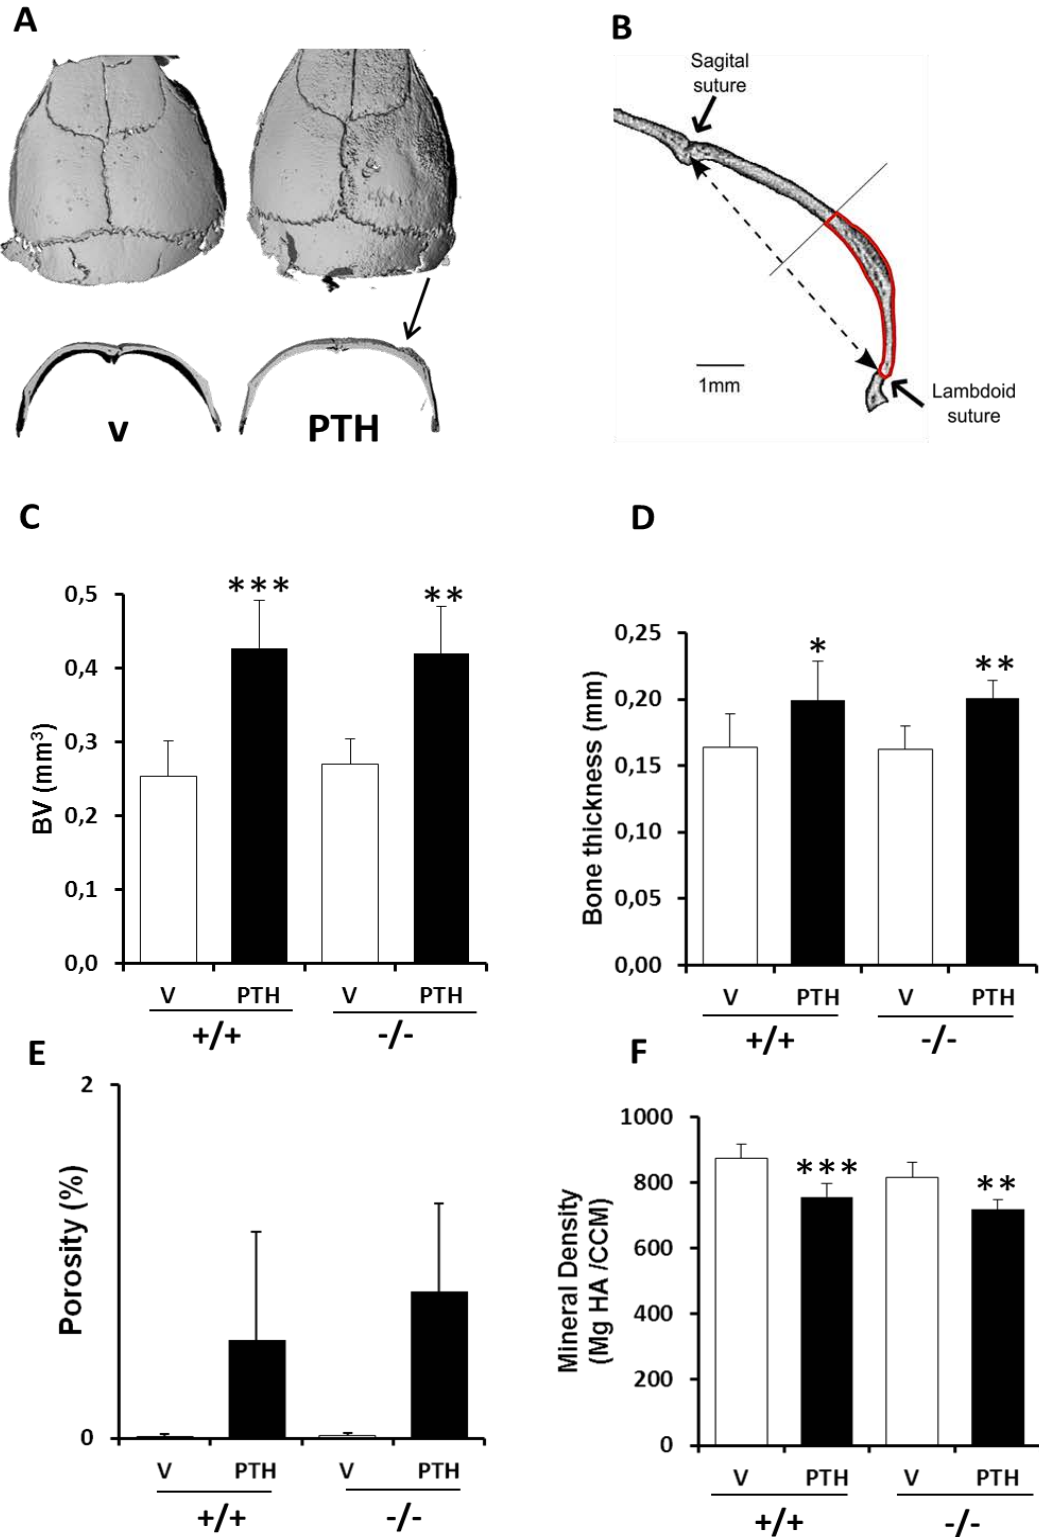 A
v
PTH
B
Sagital
suture
1mm
Lambdoid
suture
C
BV (mm³)
0,5
0,4
0,3
0,2
0,1
0,0
***
**
V PTH V PTH
+/+ -/-
D
Bone thickness (mm)
0,25
0,20
0,15
0,10
0,05
0,00
*
**
V PTH V PTH
+/+ -/-
E
Porosity (%)
2
0
V PTH V PTH
+/+ -/-
F
Mineral Density
(Mg HA /CCM)
1000
800
600
400
200
0
***
**
V PTH V PTH
+/+ -/-